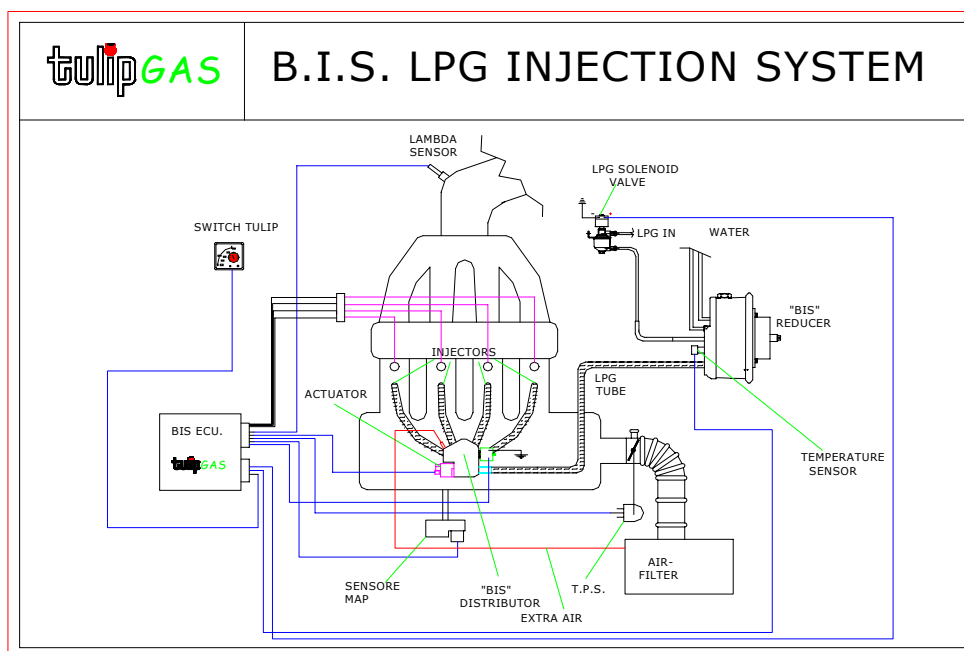 tulipGAS
B.I.S. LPG INJECTION SYSTEM
LAMBDA
SENSOR
LPG SOLENOID
VALVE
SWITCH TULIP
LPG IN
WATER
"BIS"
REDUCER
INJECTORS
ACTUATOR
LPG
TUBE
BIS ECU.
tulipGAS
TEMPERATURE
SENSOR
AIR-
FILTER
SENSORE
MAP
"BIS"
DISTRIBUTOR
T.P.S.
EXTRA AIR